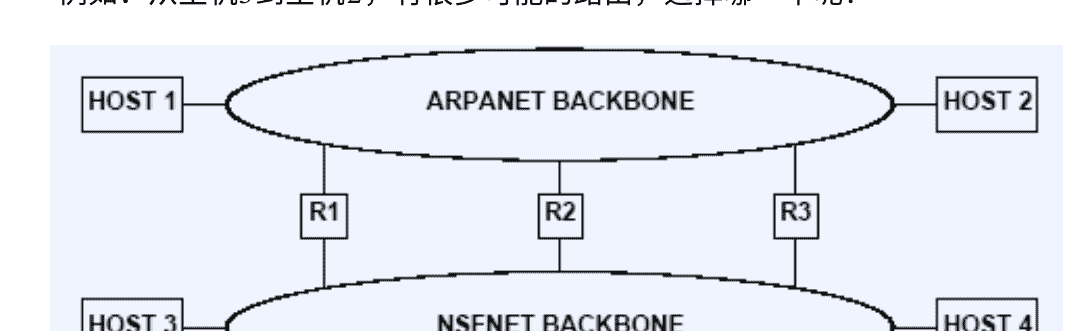 HOST 1
ARPANET BACKBONE
HOST 2
R1
R2
R3
HOST 3
NSFNET BACKBONE
HOST 4